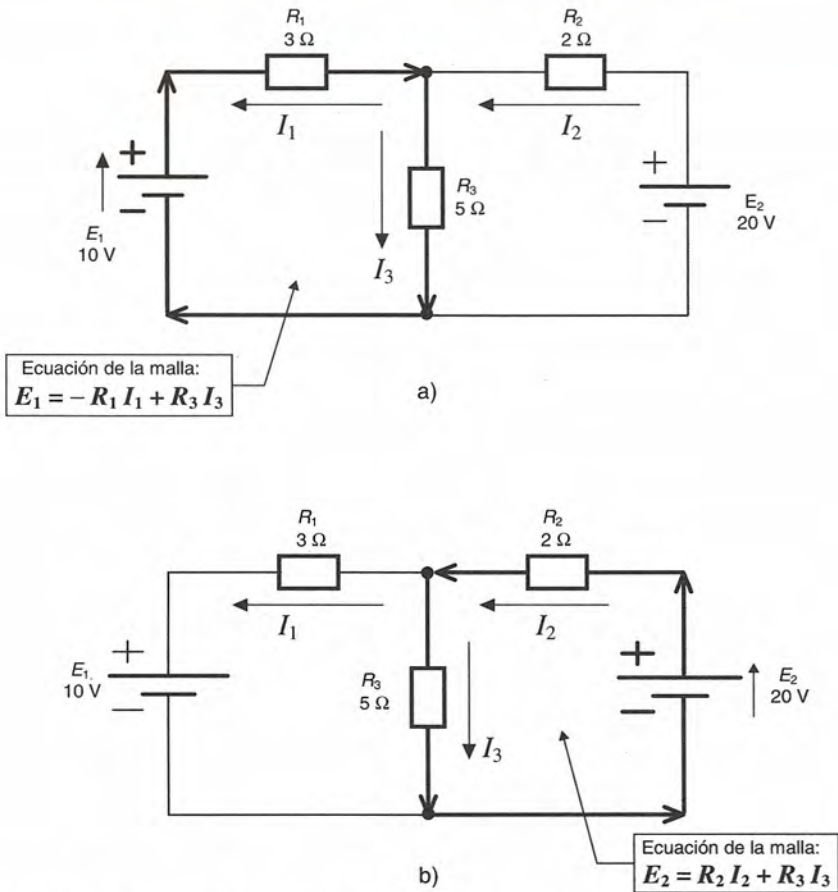 R₁
3 Ω
R₂
2 Ω
I₁
I₂
+
−
E₁
10 V
R₃
5 Ω
I₃
+
−
E₂
20 V
Ecuación de la malla:
E₁ = − R₁ I₁ + R₃ I₃
a)
R₁
3 Ω
R₂
2 Ω
I₁
I₂
E₁
10 V
+
−
R₃
5 Ω
I₃
+
−
E₂
20 V
Ecuación de la malla:
E₂ = R₂ I₂ + R₃ I₃
b)